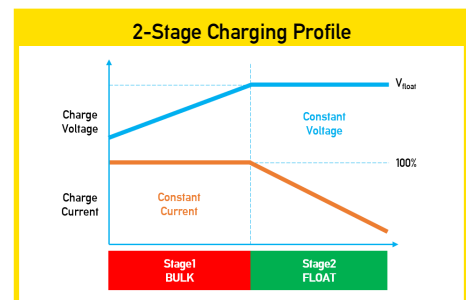 2-Stage Charging Profile
Vfloat
Charge
Voltage
Constant
Voltage
100%
Charge
Current
Constant
Current
Stage1
BULK
Stage2
FLOAT